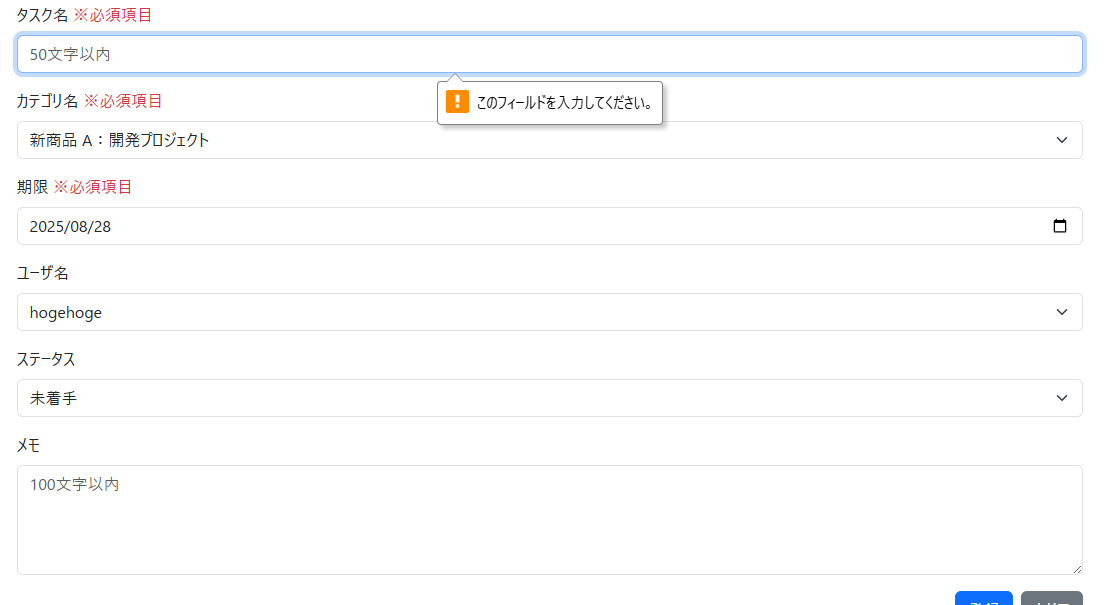 タスク名 ※必須項目
50文字以内
このフィールドを入力してください。
カテゴリ名 ※必須項目
新商品 A：開発プロジェクト
期限 ※必須項目
2025/08/28
ユーザ名
hogehoge
ステータス
未着手
メモ
100文字以内